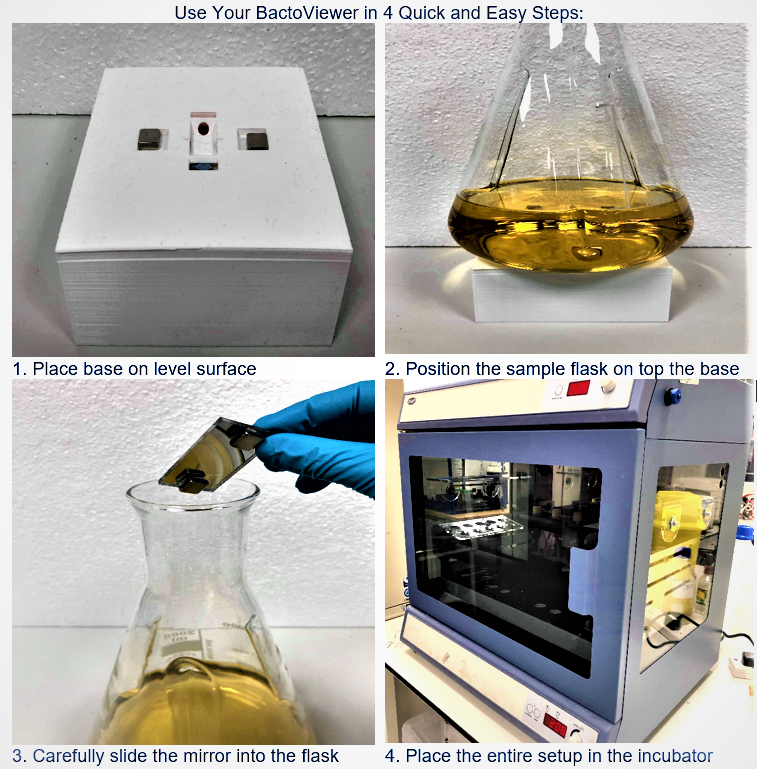 Use Your BactoViewer in 4 Quick and Easy Steps:
1. Place base on level surface
2. Position the sample flask on top the base
3. Carefully slide the mirror into the flask
4. Place the entire setup in the incubator